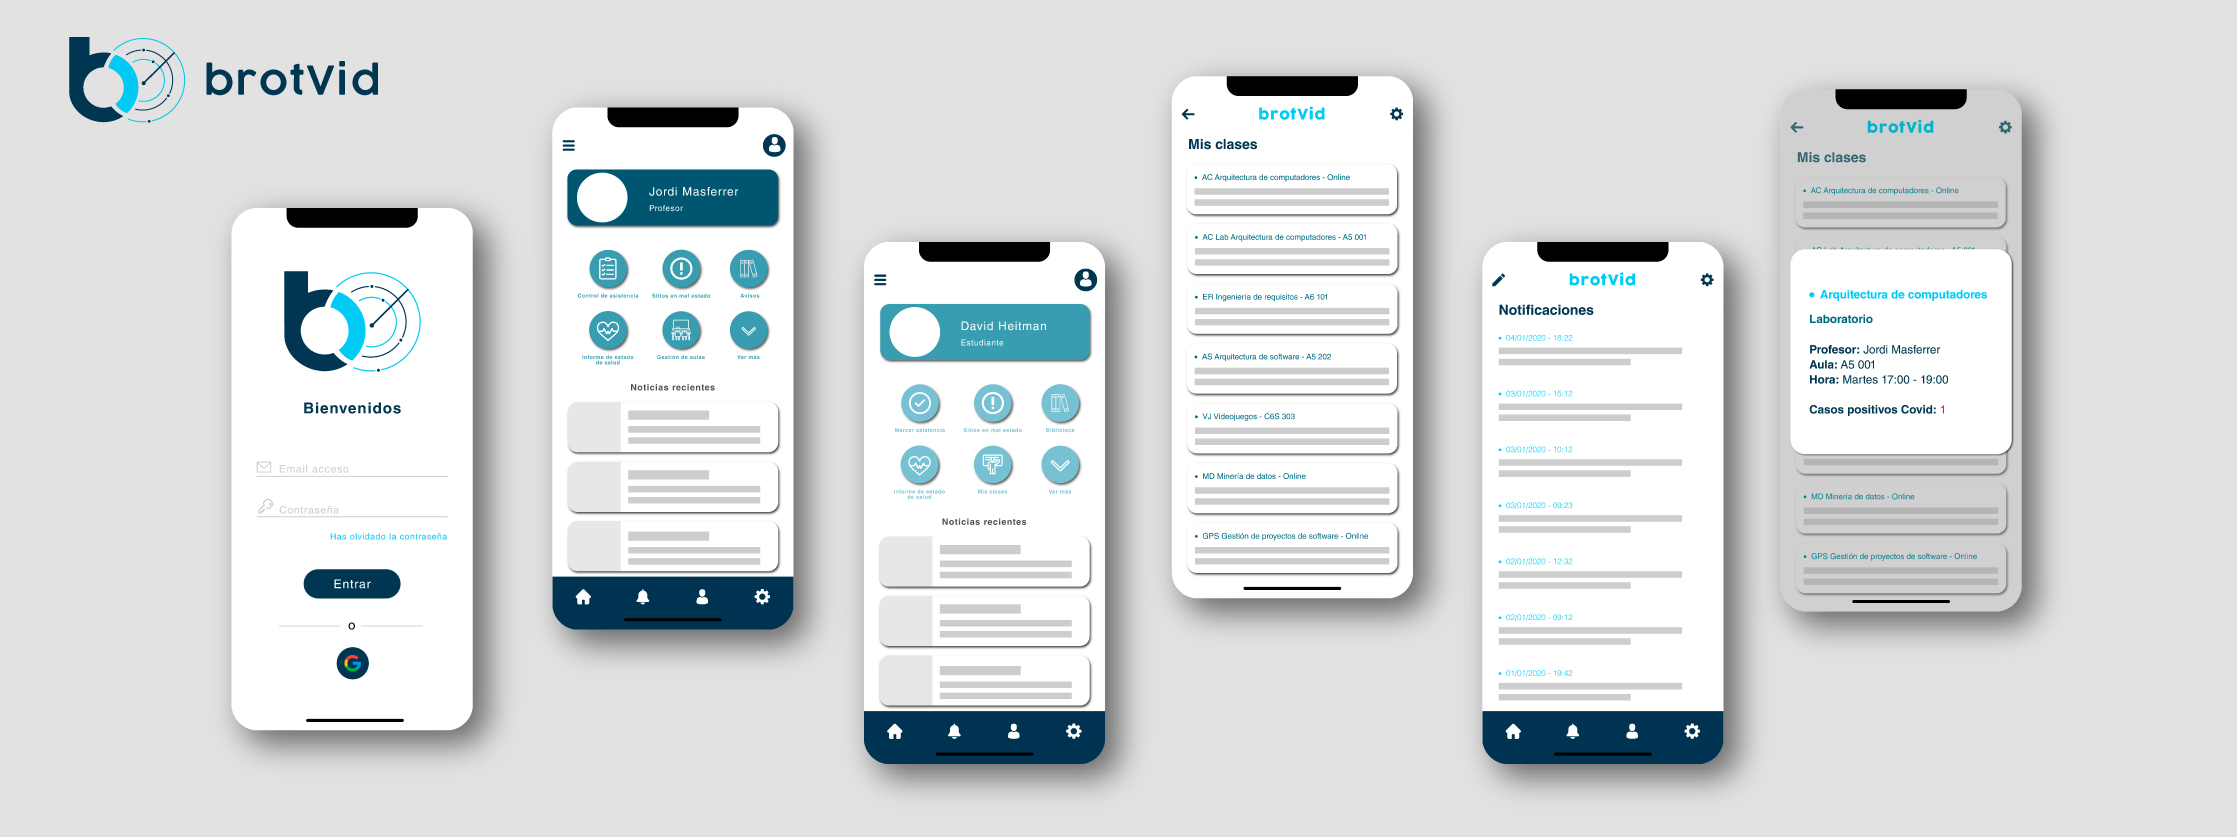 brotvid
Bienvenidos
Email acceso
Contraseña
Has olvidado la contraseña
Entrar
o
Jordi Masferrer
Profesor
Control de asistencia
Sitios en mal estado
Avisos
Informe de estado
de salud
Gestión de aulas
Ver más
Noticias recientes
David Heitman
Estudiante
Marcar asistencia
Sitios en mal estado
Biblioteca
Informe de estado
de salud
Mis clases
Ver más
Noticias recientes
brotvid
Mis clases
• AC Arquitectura de computadores - Online
• AC Lab Arquitectura de computadores - A5 001
• ER Ingeniería de requisitos - A6 101
• AS Arquitectura de software - A5 202
• VJ Videojuegos - C6S 303
• MD Minería de datos - Online
• GPS Gestión de proyectos de software - Online
brotvid
Notificaciones
• 04/01/2020 - 18:22
• 03/01/2020 - 15:12
• 03/01/2020 - 10:12
• 03/01/2020 - 09:23
• 02/01/2020 - 12:32
• 02/01/2020 - 09:12
• 01/01/2020 - 19:42
brotvid
Mis clases
• AC Arquitectura de computadores - Online
• Arquitectura de computadores
Laboratorio
Profesor: Jordi Masferrer
Aula: A5 001
Hora: Martes 17:00 - 19:00
Casos positivos Covid: 1
• MD Minería de datos - Online
• GPS Gestión de proyectos de software - Online